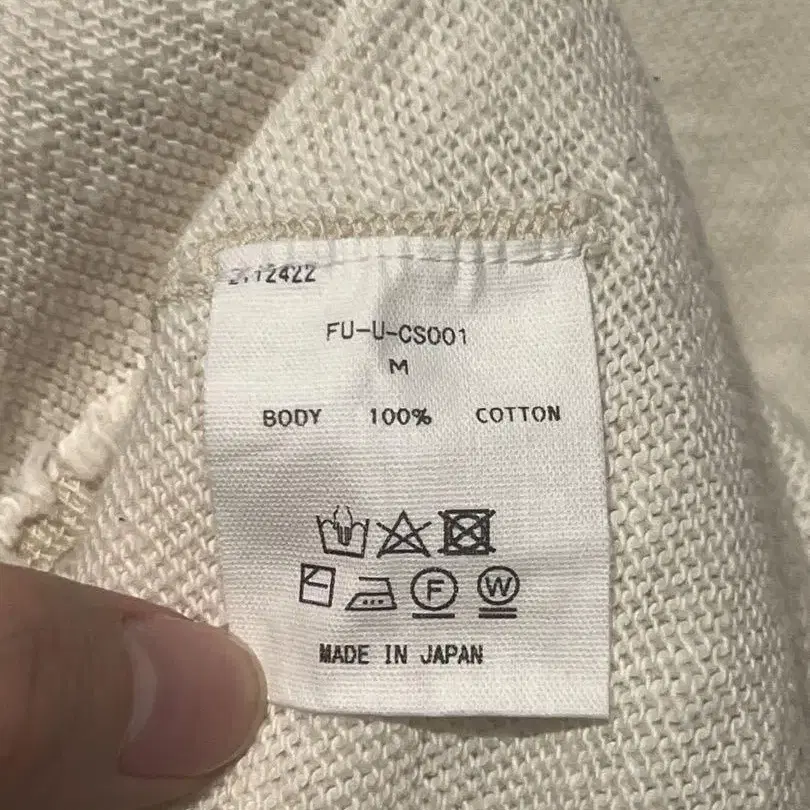 FU-U-CS001
M
BODY 100% COTTON
F W
MADE IN JAPAN